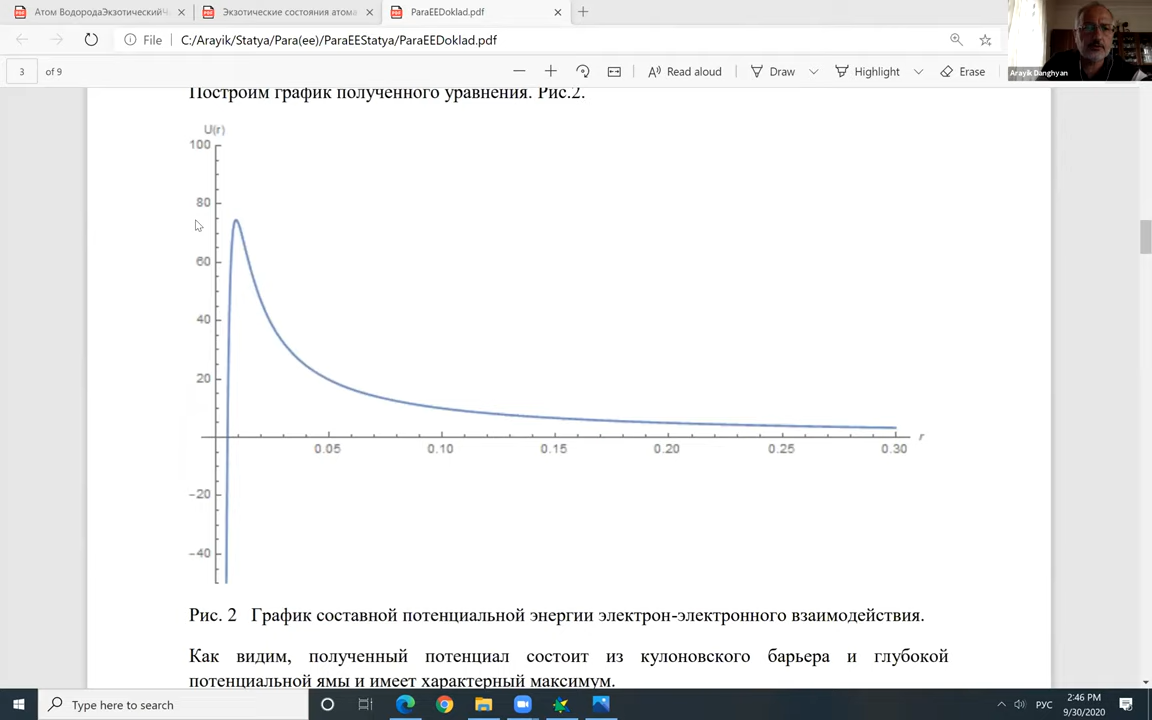 Атом ВодородаЭкзотическийЧ
Экзотические состояния атома
ParaEEDoklad.pdf
File
C:/Arayik/Statya/Para(ee)/ParaEEStatya/ParaEEDoklad.pdf
Arayik Danghyan
3 of 9
Read aloud
Draw
Highlight
Erase
Построим график полученного уравнения. Рис.2.
U(r)
100
80
60
40
20
0.05 0.10 0.15 0.20 0.25 0.30
r
−20
−40
Рис. 2 График составной потенциальной энергии электрон-электронного взаимодействия.
Как видим, полученный потенциал состоит из кулоновского барьера и глубокой
потенциальной ямы и имеет характерный максимум.
Type here to search
РУС
2:46 PM
9/30/2020